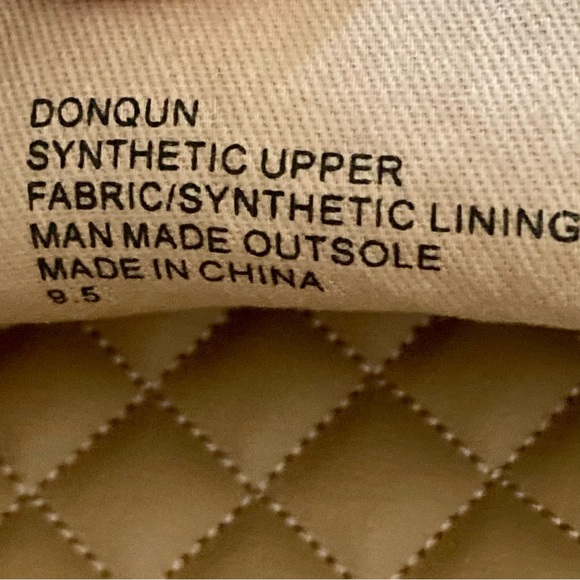 DONQUN
SYNTHETIC UPPER
FABRIC/SYNTHETIC LINING
MAN MADE OUTSOLE
MADE IN CHINA
9.5